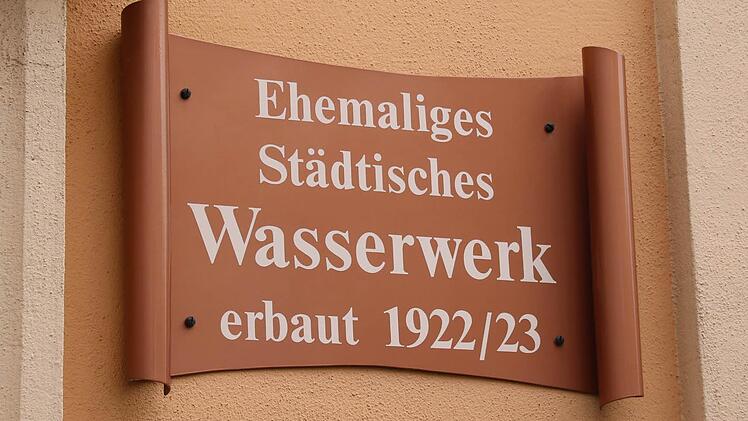 Ehemaliges
Städtisches
Wasserwerk
erbaut 1922/23